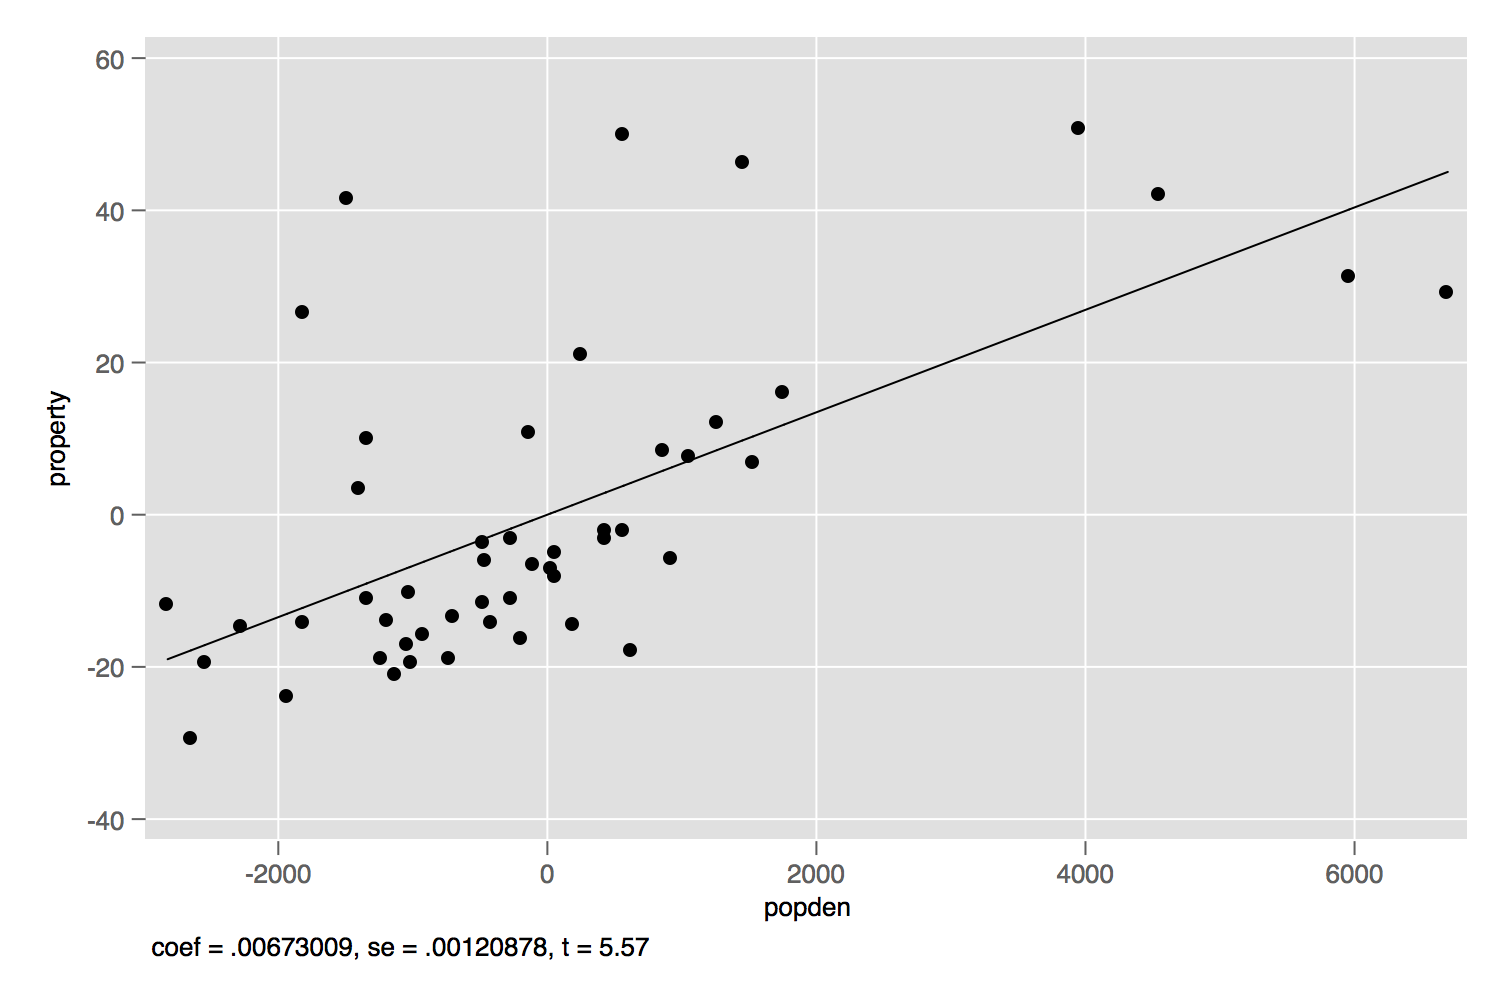 60
40
20
0
-20
-40
property
-2000 0 2000 4000 6000
popden
coef = .00673009, se = .00120878, t = 5.57